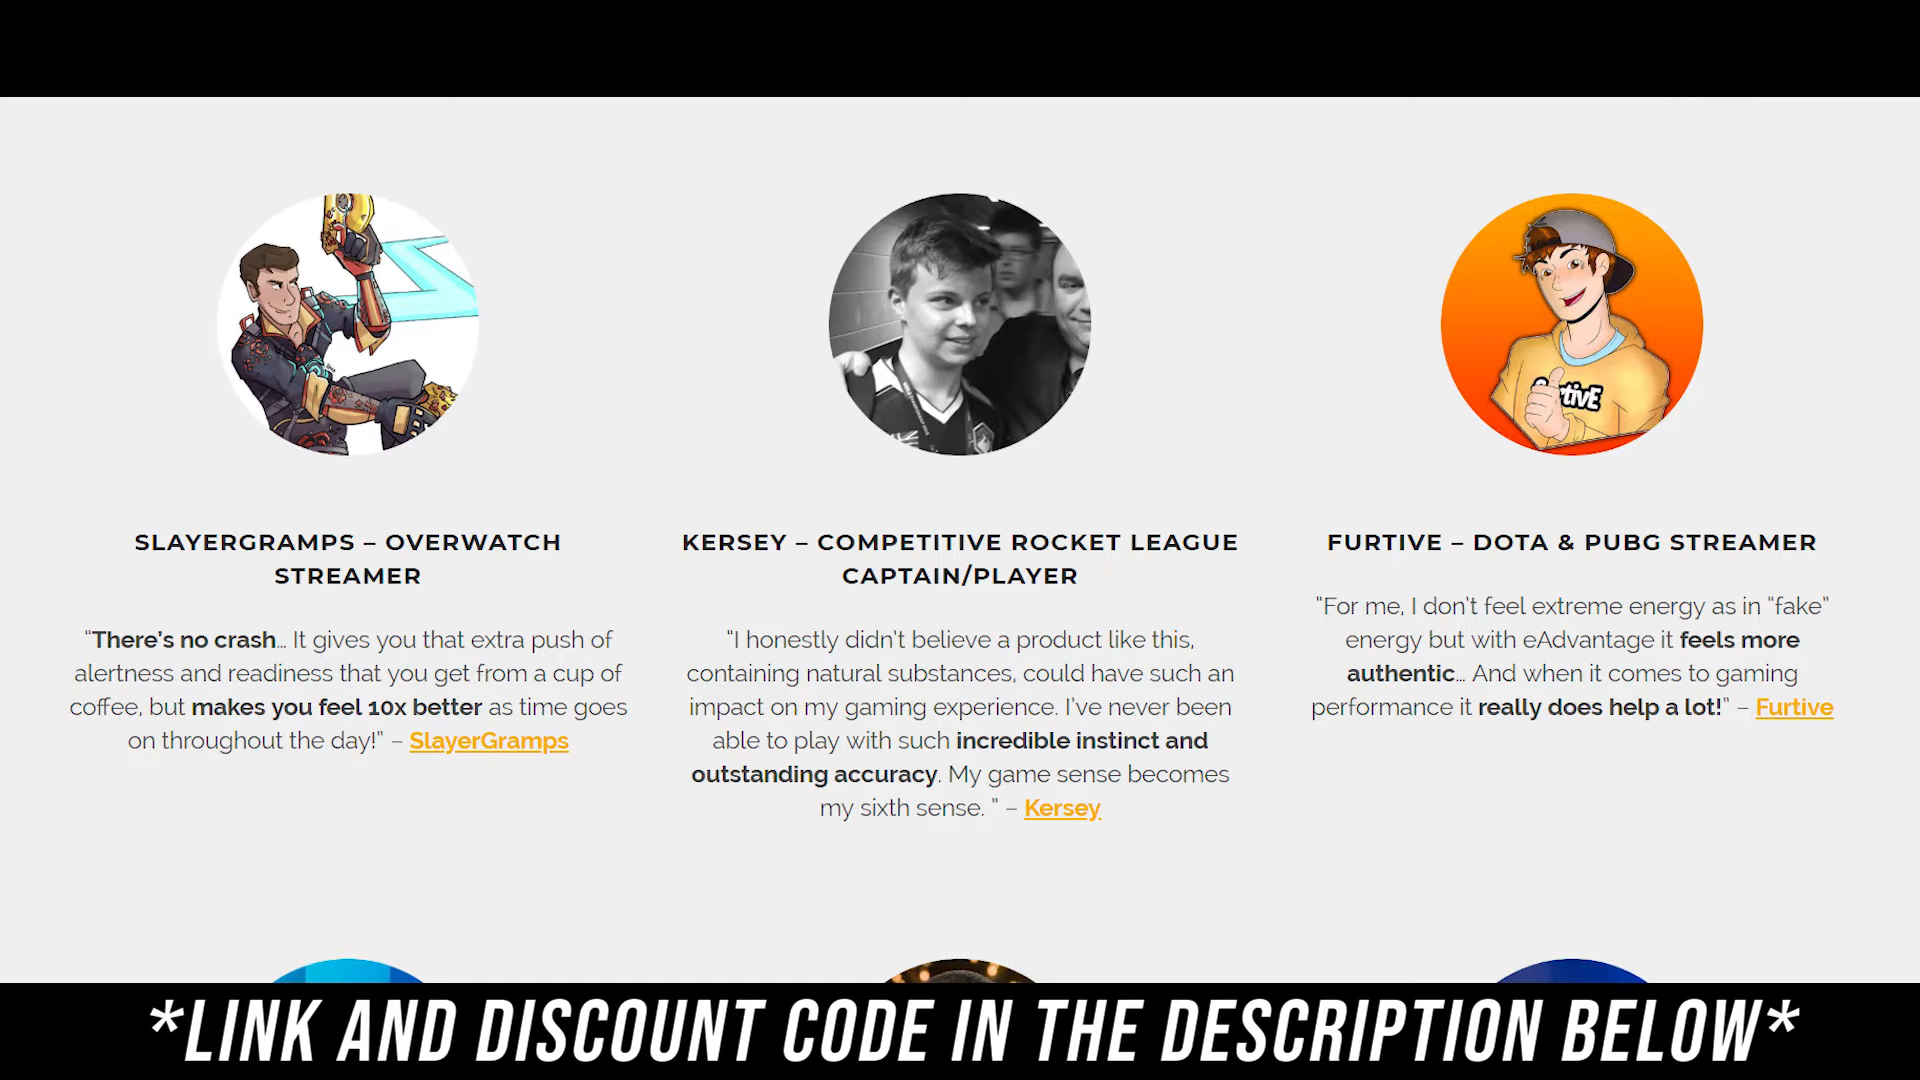 SLAYERGRAMPS – OVERWATCH
STREAMER
“There's no crash… It gives you that extra push of
alertness and readiness that you get from a cup of
coffee, but makes you feel 10x better as time goes
on throughout the day!” – SlayerGramps
KERSEY – COMPETITIVE ROCKET LEAGUE
CAPTAIN/PLAYER
“I honestly didn't believe a product like this,
containing natural substances, could have such an
impact on my gaming experience. I've never been
able to play with such incredible instinct and
outstanding accuracy. My game sense becomes
my sixth sense. ” – Kersey
FURTIVE – DOTA & PUBG STREAMER
“For me, I don't feel extreme energy as in “fake”
energy but with eAdvantage it feels more
authentic… And when it comes to gaming
performance it really does help a lot!” – Furtive
*LINK AND DISCOUNT CODE IN THE DESCRIPTION BELOW*